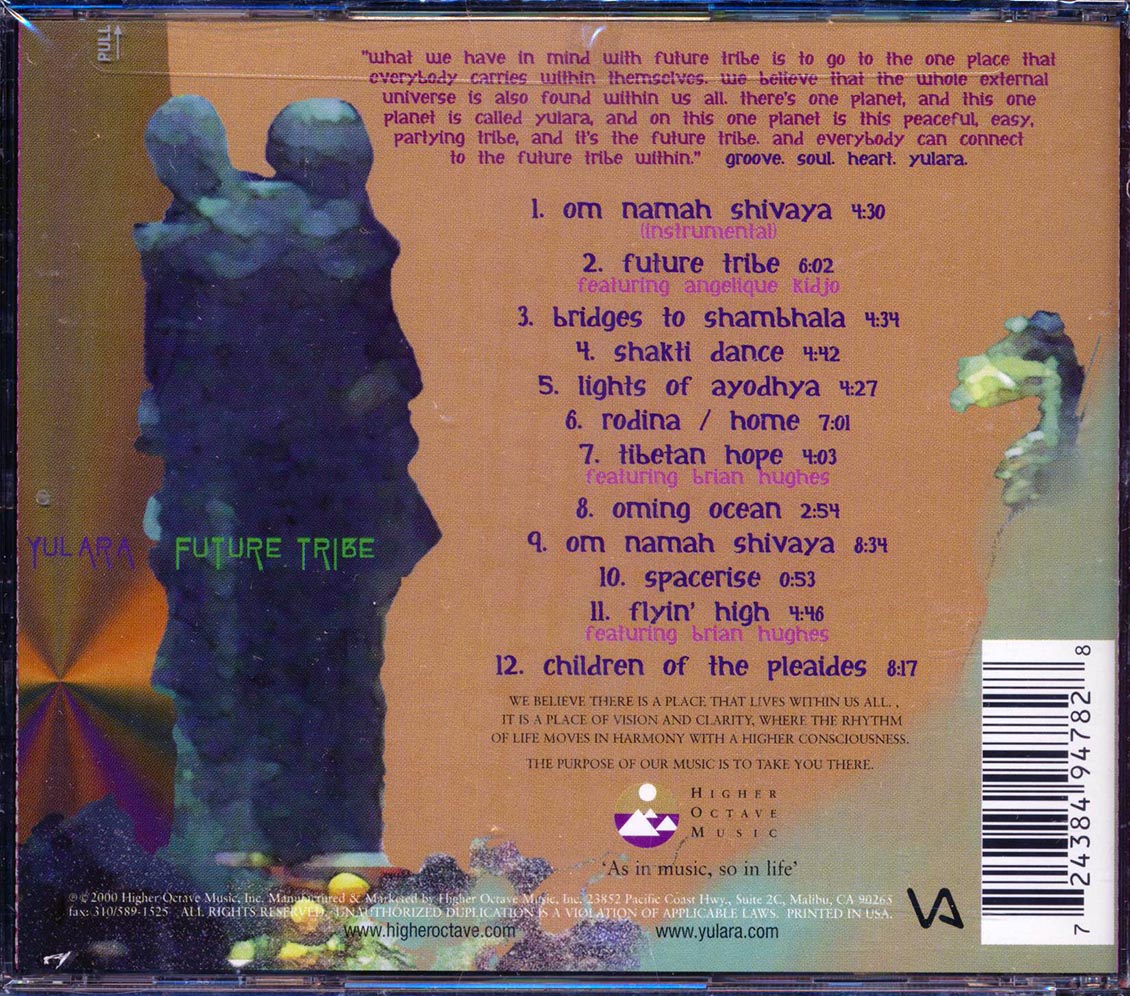 PULL
"what we have in mind with future tribe is to go to the one place that
everybody carries within themselves. we believe that the whole external
universe is also found within us all. there's one planet, and this one
planet is called yulara, and on this one planet is this peaceful, easy,
partying tribe, and it's the future tribe. and everybody can connect
to the future tribe within." groove. soul. heart. yulara.
1. om namah shivaya 4:30
(instrumental)
2. future tribe 6:02
featuring angelique kidjo
3. bridges to shambhala 4:34
4. shakti dance 4:42
5. lights of ayodhya 4:27
6. rodina / home 7:01
7. tibetan hope 4:03
featuring brian hughes
8. oming ocean 2:54
9. om namah shivaya 8:34
10. spacerise 0:53
11. flyin' high 4:46
featuring brian hughes
12. children of the pleaides 8:17
YULARA FUTURE TRIBE
WE BELIEVE THERE IS A PLACE THAT LIVES WITHIN US ALL. ,
IT IS A PLACE OF VISION AND CLARITY, WHERE THE RHYTHM
OF LIFE MOVES IN HARMONY WITH A HIGHER CONSCIOUSNESS.
THE PURPOSE OF OUR MUSIC IS TO TAKE YOU THERE.
HIGHER
OCTAVE
MUSIC
'As in music, so in life'
℗©2000 Higher Octave Music, Inc. Manufactured & Marketed by Higher Octave Music, Inc. 23852 Pacific Coast Hwy., Suite 2C, Malibu, CA 90265
fax: 310/589-1525 ALL RIGHTS RESERVED. UNAUTHORIZED DUPLICATION IS A VIOLATION OF APPLICABLE LAWS. PRINTED IN USA.
www.higheroctave.com www.yulara.com
VA
7 24384 94782 8